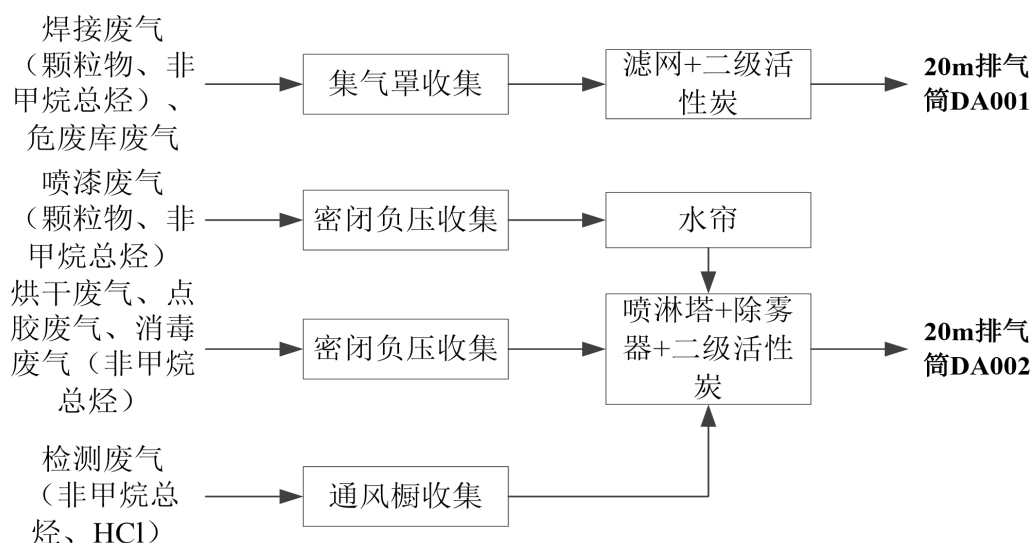 焊接废气
（颗粒物、非
甲烷总烃）、
危废库废气
集气罩收集
滤网+二级活
性炭
20m排气
筒DA001
喷漆废气
（颗粒物、非
甲烷总烃）
密闭负压收集
水帘
烘干废气、点
胶废气、消毒
废气（非甲烷
总烃）
密闭负压收集
喷淋塔+除雾
器+二级活性
炭
20m排气
筒DA002
检测废气
（非甲烷总
烃、HCl）
通风橱收集